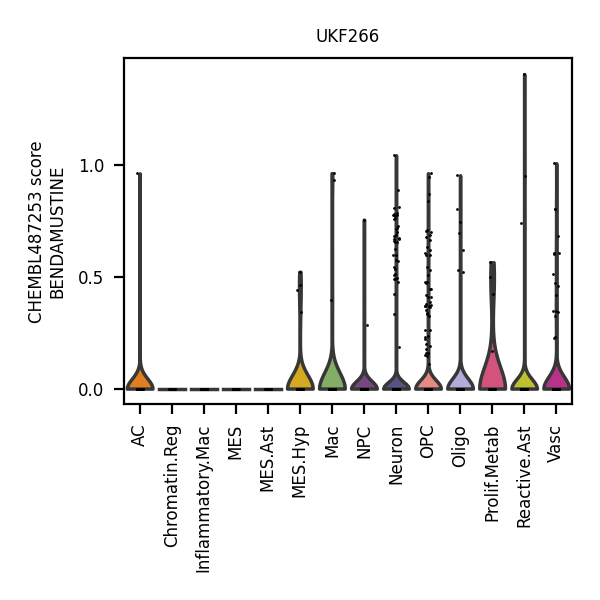 UKF266
CHEMBL487253 score
BENDAMUSTINE
1.0
0.5
0.0
AC
Chromatin.Reg
Inflammatory.Mac
MES
MES.Ast
MES.Hyp
Mac
NPC
Neuron
OPC
Oligo
Prolif.Metab
Reactive.Ast
Vasc